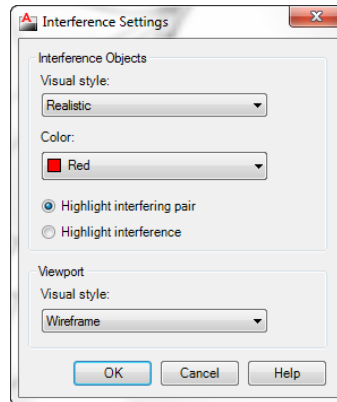 Interference Settings
Interference Objects
Visual style:
Realistic
Color:
Red
Highlight interfering pair
Highlight interference
Viewport
Visual style:
Wireframe
OK Cancel Help